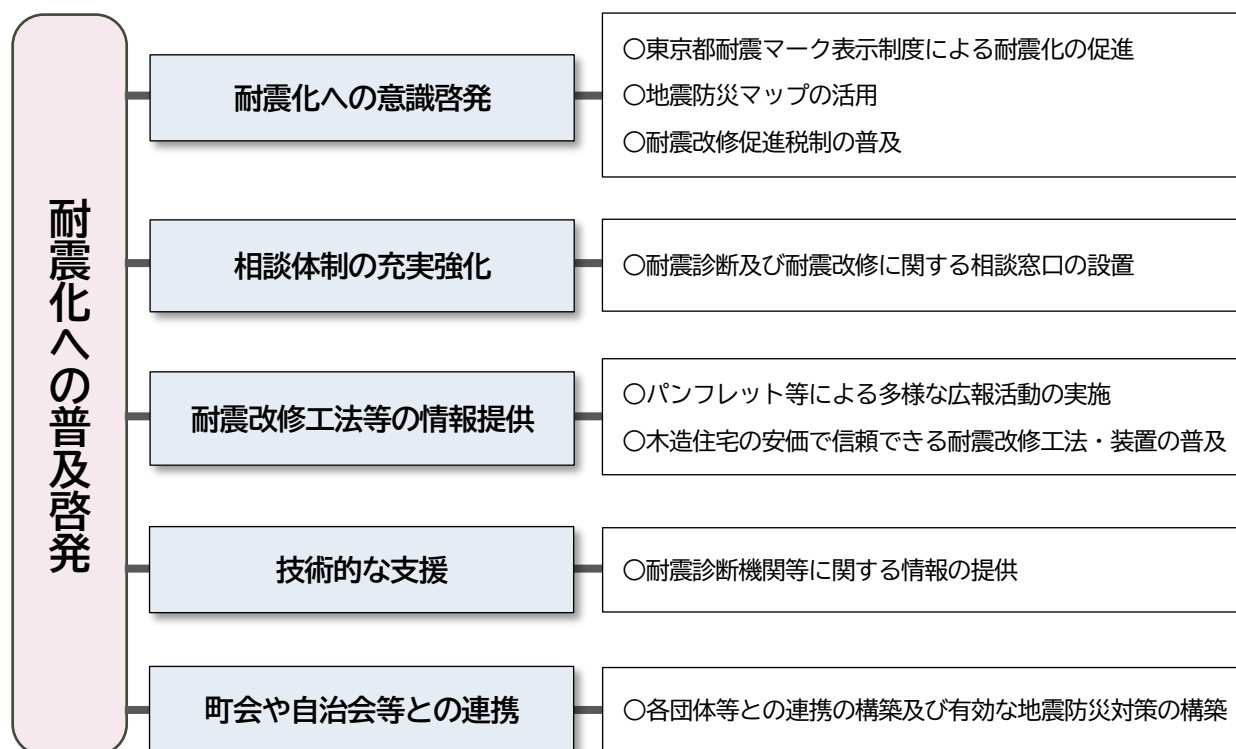 耐震化への普及啓発
耐震化への意識啓発
○東京都耐震マーク表示制度による耐震化の促進
○地震防災マップの活用
○耐震改修促進税制の普及
相談体制の充実強化
○耐震診断及び耐震改修に関する相談窓口の設置
耐震改修工法等の情報提供
○パンフレット等による多様な広報活動の実施
○木造住宅の安価で信頼できる耐震改修工法・装置の普及
技術的な支援
○耐震診断機関等に関する情報の提供
町会や自治会等との連携
○各団体等との連携の構築及び有効な地震防災対策の構築